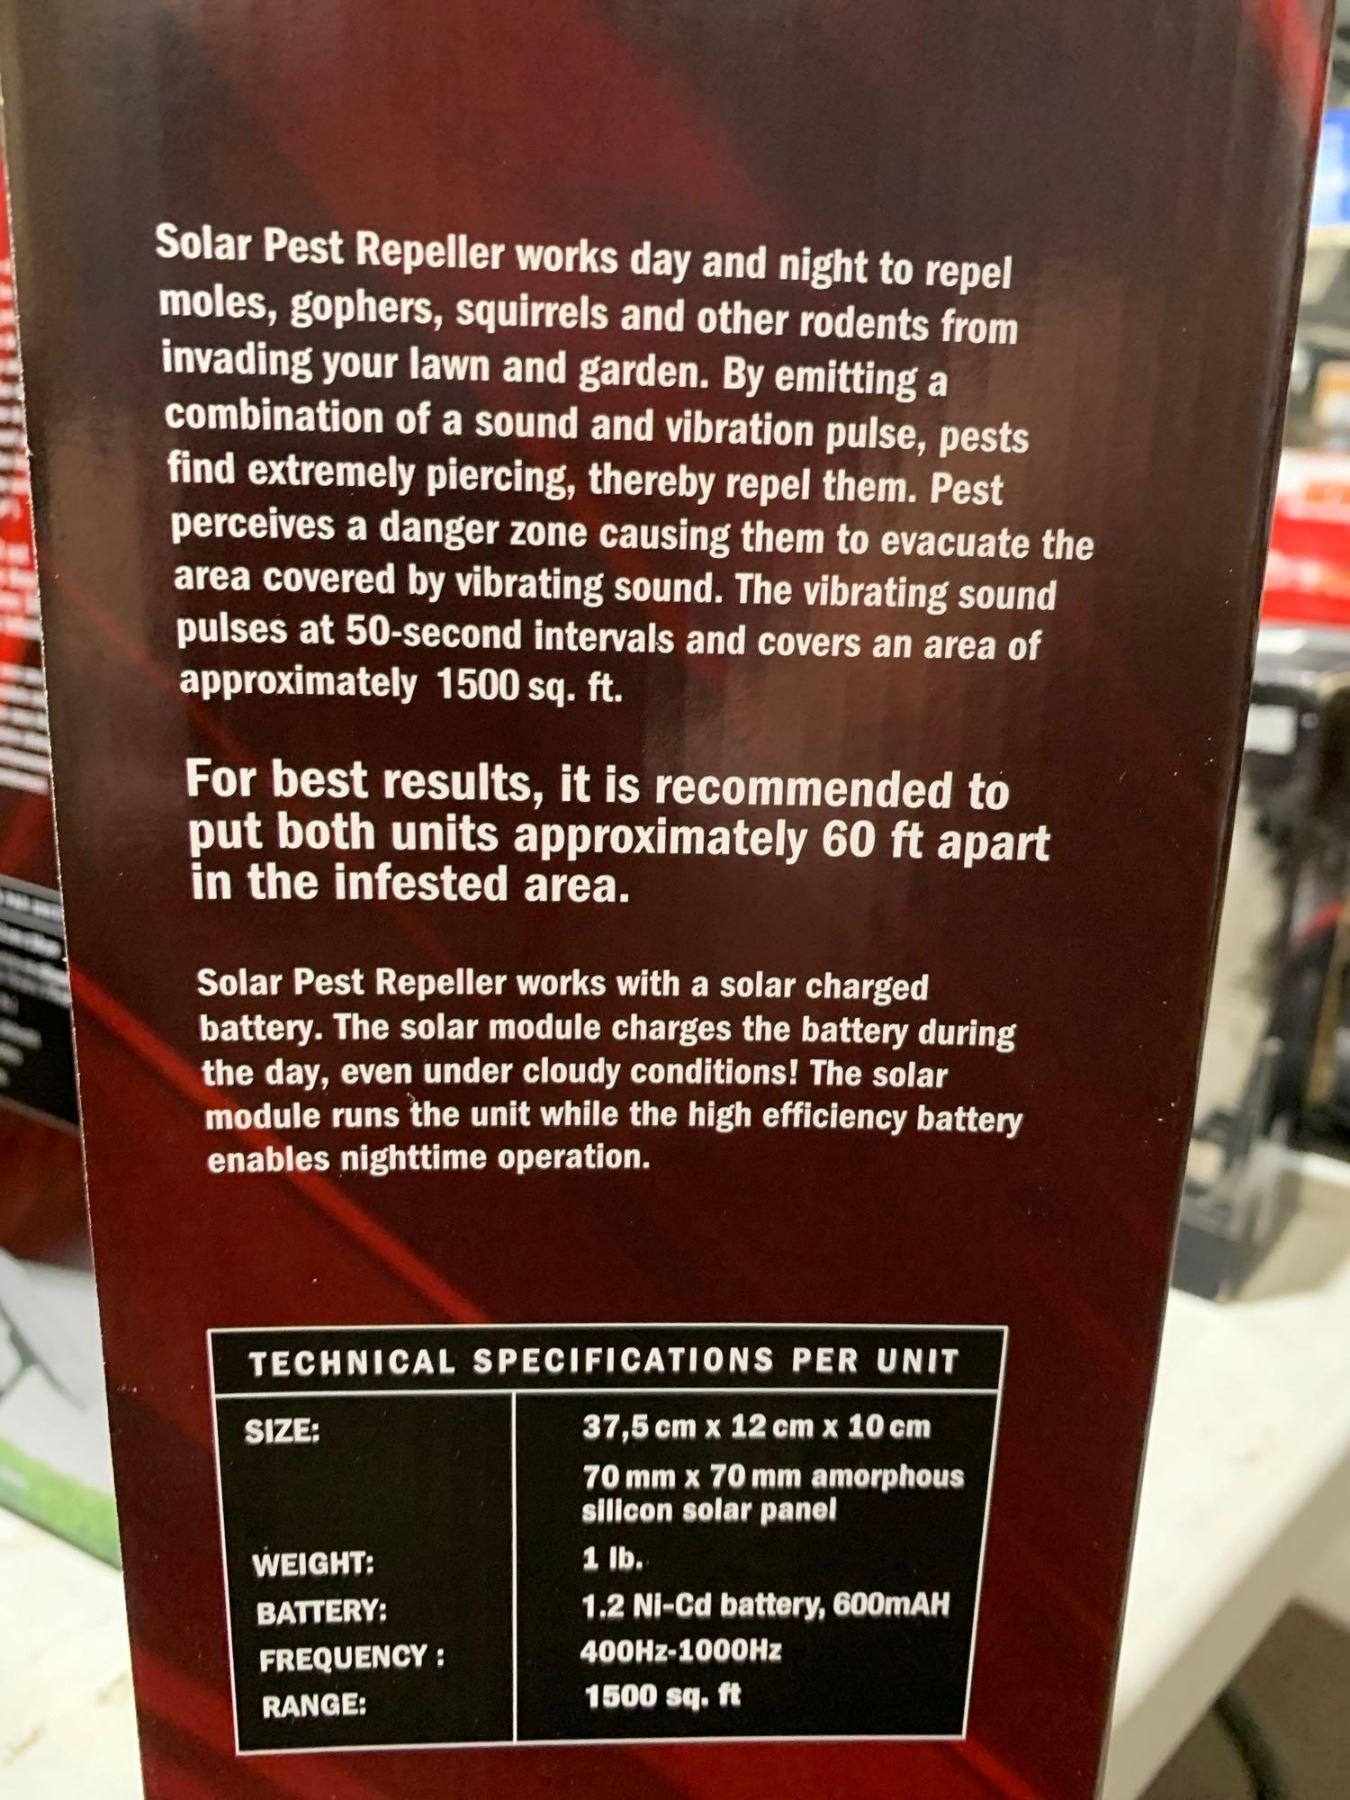 Solar Pest Repeller works day and night to repel
moles, gophers, squirrels and other rodents from
invading your lawn and garden. By emitting a
combination of a sound and vibration pulse, pests
find extremely piercing, thereby repel them. Pest
perceives a danger zone causing them to evacuate the
area covered by vibrating sound. The vibrating sound
pulses at 50-second intervals and covers an area of
approximately 1500 sq. ft.
For best results, it is recommended to
put both units approximately 60 ft apart
in the infested area.
Solar Pest Repeller works with a solar charged
battery. The solar module charges the battery during
the day, even under cloudy conditions! The solar
module runs the unit while the high efficiency battery
enables nighttime operation.
TECHNICAL SPECIFICATIONS PER UNIT
SIZE: 37,5 cm x 12 cm x 10 cm
70 mm x 70 mm amorphous
silicon solar panel
WEIGHT: 1 lb.
BATTERY: 1.2 Ni-Cd battery, 600mAH
FREQUENCY : 400Hz-1000Hz
RANGE: 1500 sq. ft